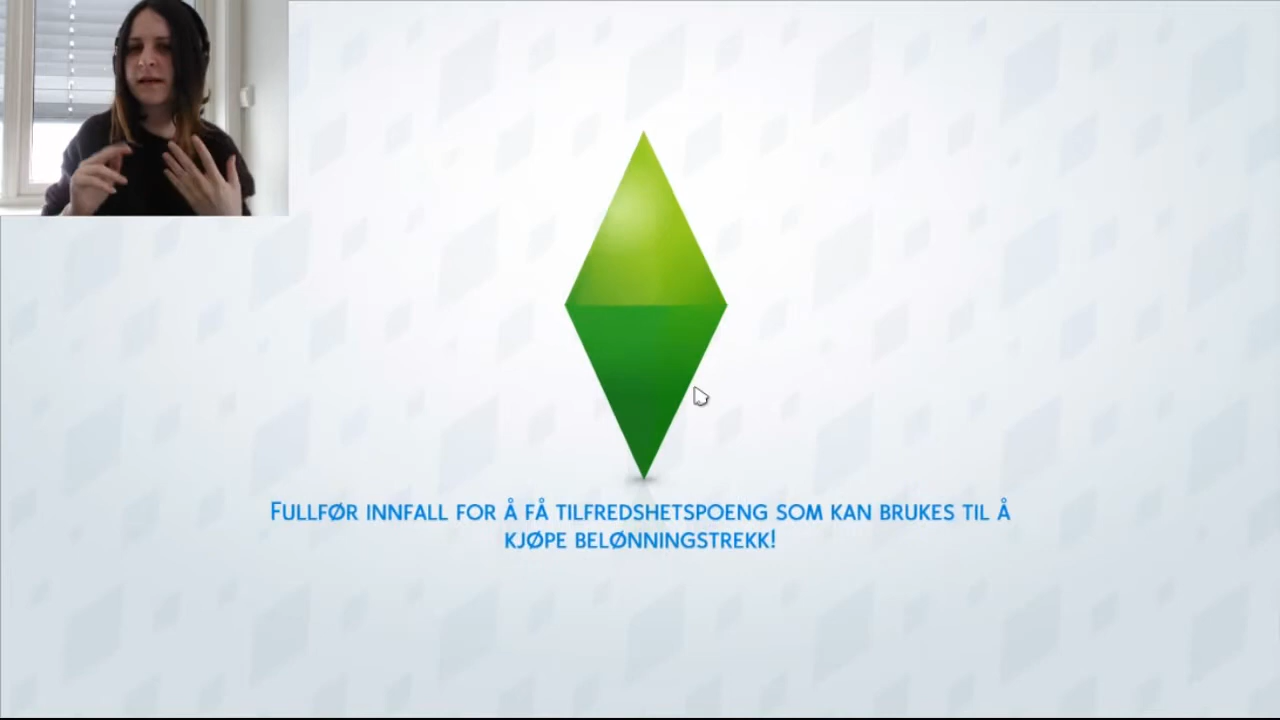 Fullfør innfall for å få tilfredshetspoeng som kan brukes til å
kjøpe belønningstrekk!